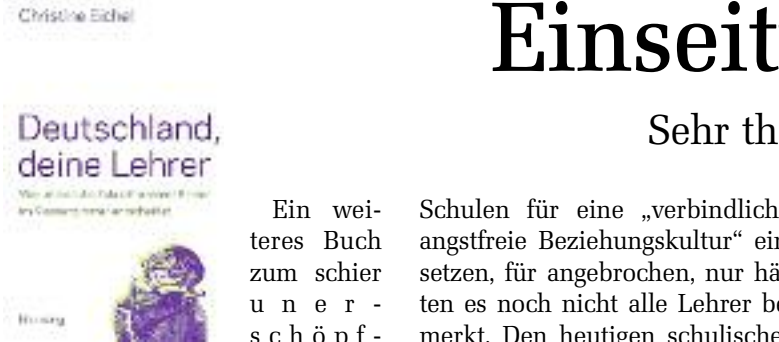 Christine Eichel
Deutschland,
deine Lehrer
Einseit
Sehr th
Ein wei-
teres Buch
zum schier
u n e r -
s c h ö p f -
Schulen für eine „verbindlich
angstfreie Beziehungskultur“ ein
setzen, für angebrochen, nur hä
ten es noch nicht alle Lehrer be
merkt. Den heutigen schulische